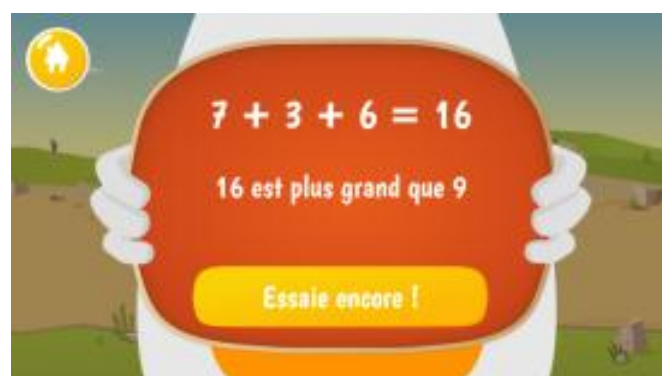 7 + 3 + 6 = 16
16 est plus grand que 9
Essaie encore !